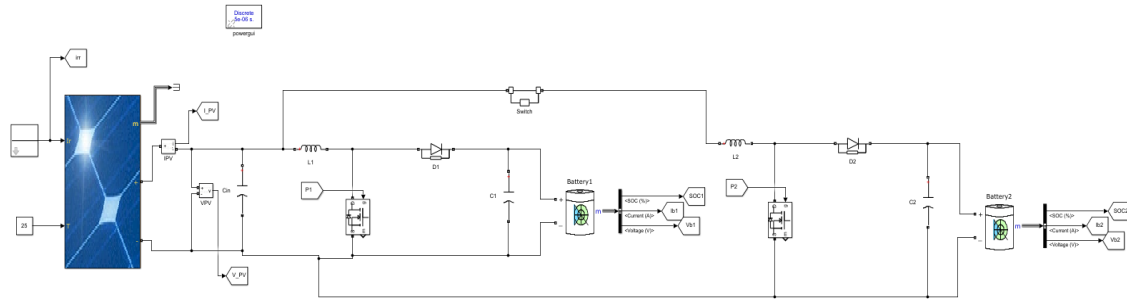 Discrete
5e-06 s.
powergui
irr
m
I_PV
IPV
VPV
V_PV
25
Cin
L1
P1
D1
C1
Battery1
m
<SOC (%)>
<Current (A)>
<Voltage (V)>
SOC1
Ib1
Vb1
Switch
L2
P2
D2
C2
Battery2
m
<SOC (%)>
<Current (A)>
<Voltage (V)>
SOC2
Ib2
Vb2